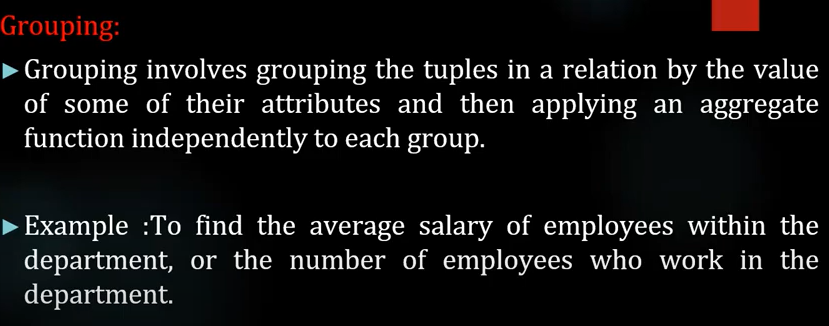 Grouping:
Grouping involves grouping the tuples in a relation by the value
of some of their attributes and then applying an aggregate
function independently to each group.
Example :To find the average salary of employees within the
department, or the number of employees who work in the
department.